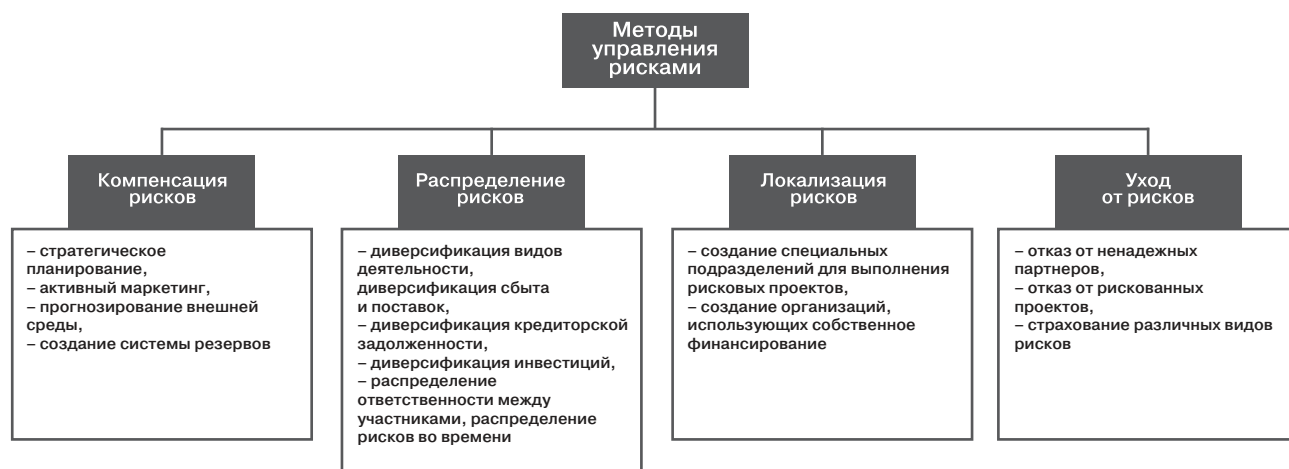 Методы
управления
рисками
Компенсация
рисков
– стратегическое
планирование,
– активный маркетинг,
– прогнозирование внешней
среды,
– создание системы резервов
Распределение
рисков
– диверсификация видов
деятельности,
диверсификация сбыта
и поставок,
– диверсификация кредиторской
задолженности,
– диверсификация инвестиций,
– распределение
ответственности между
участниками, распределение
рисков во времени
Локализация
рисков
– создание специальных
подразделений для выполнения
рисковых проектов,
– создание организаций,
использующих собственное
финансирование
Уход
от рисков
– отказ от ненадежных
партнеров,
– отказ от рискованных
проектов,
– страхование различных видов
рисков